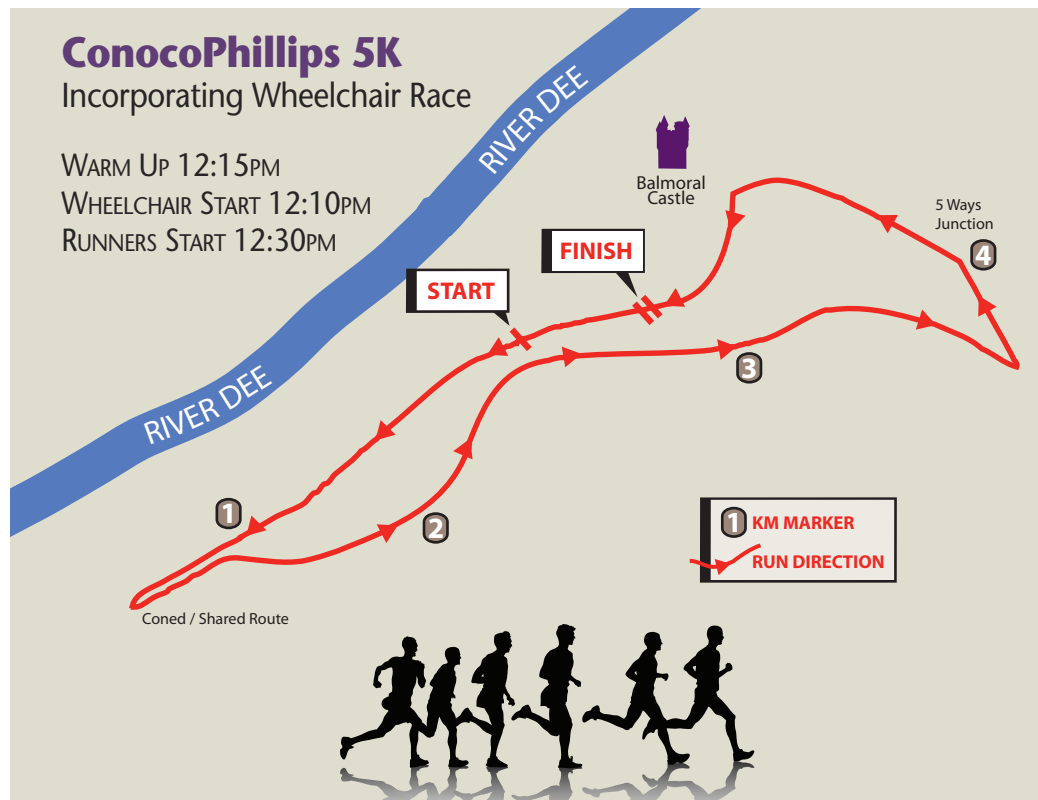 ConocoPhillips 5K
Incorporating Wheelchair Race
WARM UP 12:15PM
WHEELCHAIR START 12:10PM
RUNNERS START 12:30PM
RIVER DEE
Balmoral
Castle
5 Ways
Junction
4
FINISH
START
3
RIVER DEE
1
2
1 KM MARKER
RUN DIRECTION
Coned / Shared Route